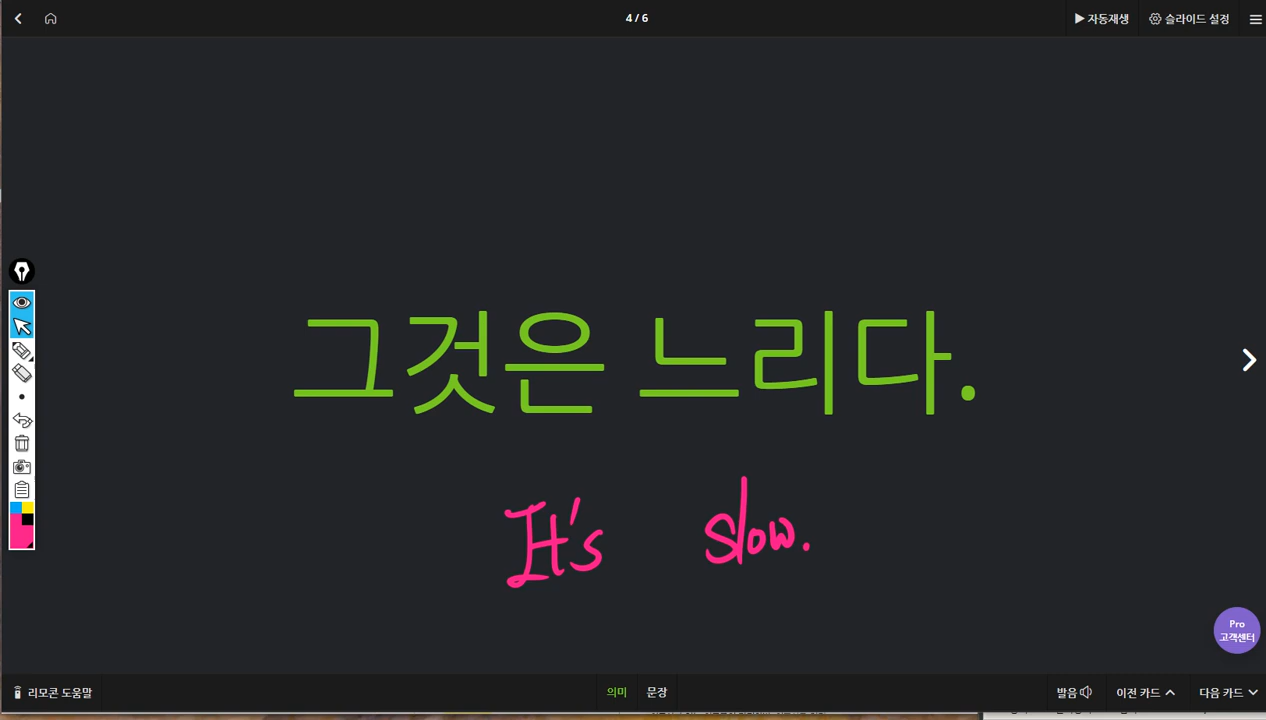 4 / 6
자동재생
슬라이드 설정
그것은 느리다.
It's slow.
Pro
고객센터
리모콘 도움말
의미
문장
발음
이전 카드
다음 카드